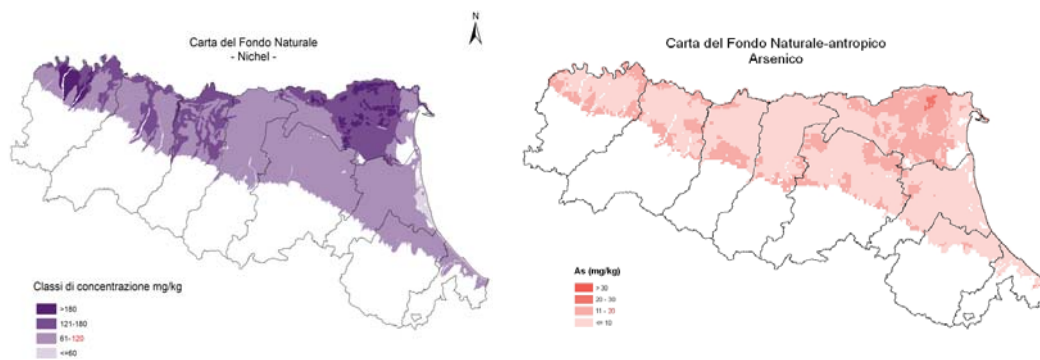 N
Carta del Fondo Naturale
- Nichel -
Classi di concentrazione mg/kg
>180
121-180
61-120
<=60
Carta del Fondo Naturale-antropico
Arsenico
As (mg/kg)
> 30
20 - 30
11 - 20
<= 10